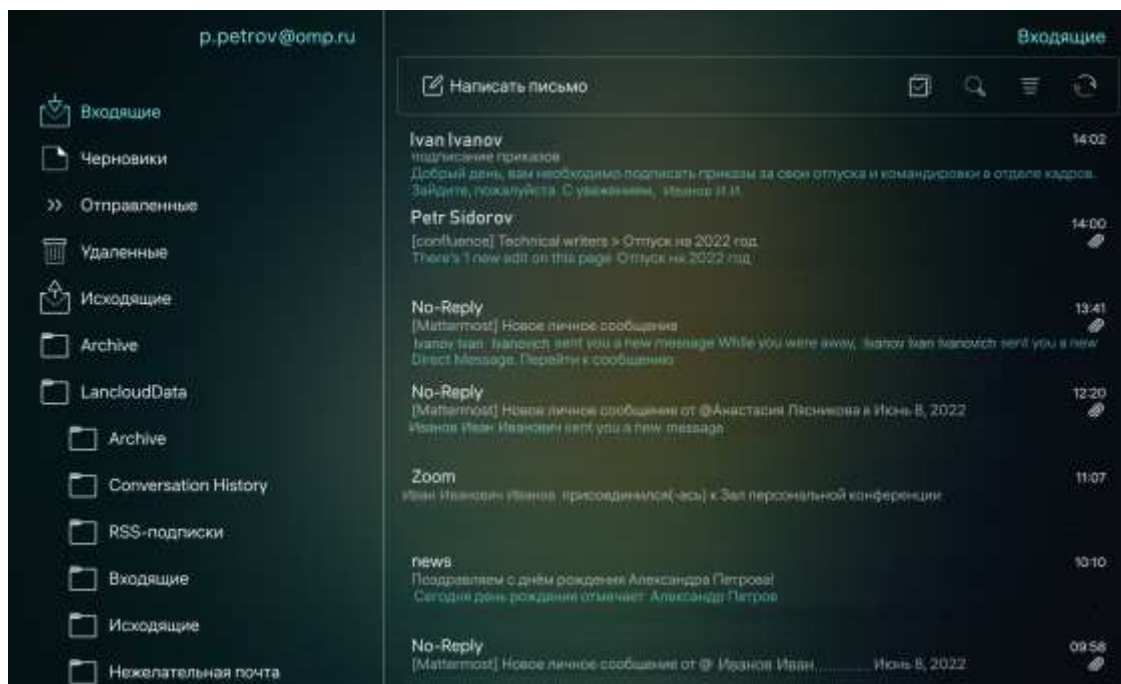 p.petrov@omp.ru
Входящие
Черновики
Отправленные
Удаленные
Исходящие
Archive
LancloudData
Archive
Conversation History
RSS-подписки
Входящие
Исходящие
Нежелательная почта
Входящие
Написать письмо
Ivan Ivanov
14:02
подписание приказов
Добрый день, вам необходимо подписать приказы за свои отпуска и командировки в отделе кадров.
Зайдите, пожалуйста. С уважением, Иванов И.И.
Petr Sidorov
14:00
[confluence] Technical writers > Отпуск на 2022 год
There's 1 new edit on this page Отпуск на 2022 год
No-Reply
13:41
[Mattermost] Новое личное сообщение
Ivanov Ivan Ivanovich sent you a new message While you were away, Ivanov Ivan Ivanovich sent you a new
Direct Message. Перейти к сообщению
No-Reply
12:20
[Mattermost] Новое личное сообщение от @Анастасия Пясникова в Июнь 8, 2022
Иванов Иван Иванович sent you a new message
Zoom
11:07
Иван Иванович Иванов присоединился(-ась) к Зал персональной конференции
news
10:10
Поздравляем с днём рождения Александра Петрова!
Сегодня день рождения отмечает Александр Петров
No-Reply
09:58
[Mattermost] Новое личное сообщение от @ Иванов Иван Июнь 8, 2022